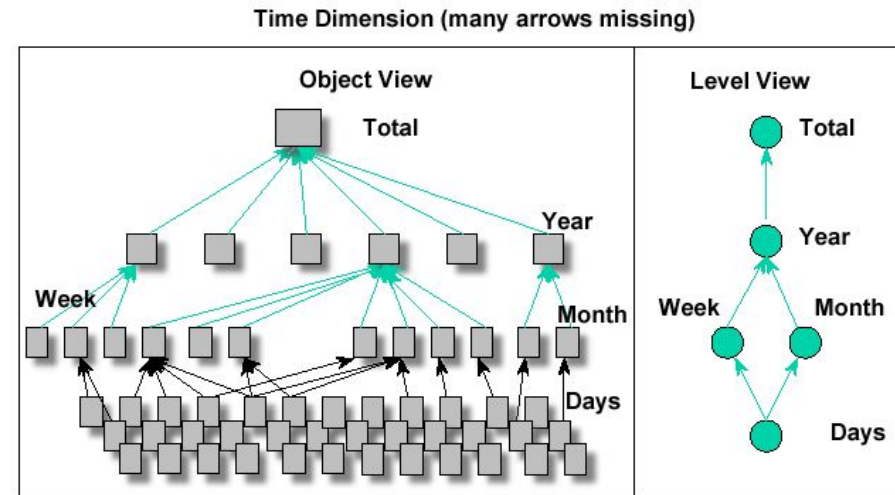 Time Dimension (many arrows missing)
Object View
Total
Year
Week
Month
Days
Level View
Total
Year
Week Month
Days